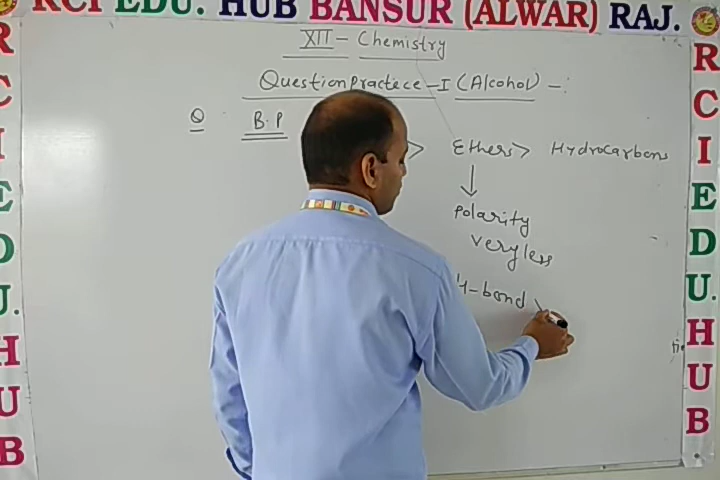 RCI EDU. HUB BANSUR (ALWAR) RAJ.
XII - Chemistry
Question Practece - I (Alcohol) - :
Q B.P
> Ethers > Hydrocarbons
↓
Polarity
very less
H-bond
R
C
I
E
D
U.
H
U
B
R
C
I
E
D
U.
H
U
B